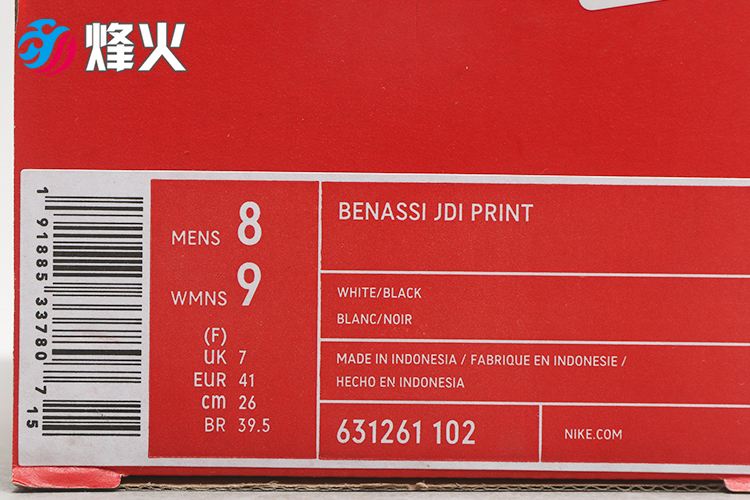 烽火
BENASSI JDI PRINT
MENS 8
WMNS 9
(F)
UK 7
EUR 41
cm 26
BR 39.5
WHITE/BLACK
BLANC/NOIR
MADE IN INDONESIA / FABRIQUE EN INDONESIE /
HECHO EN INDONESIA
631261 102
NIKE.COM
1 91885 33780 7 15